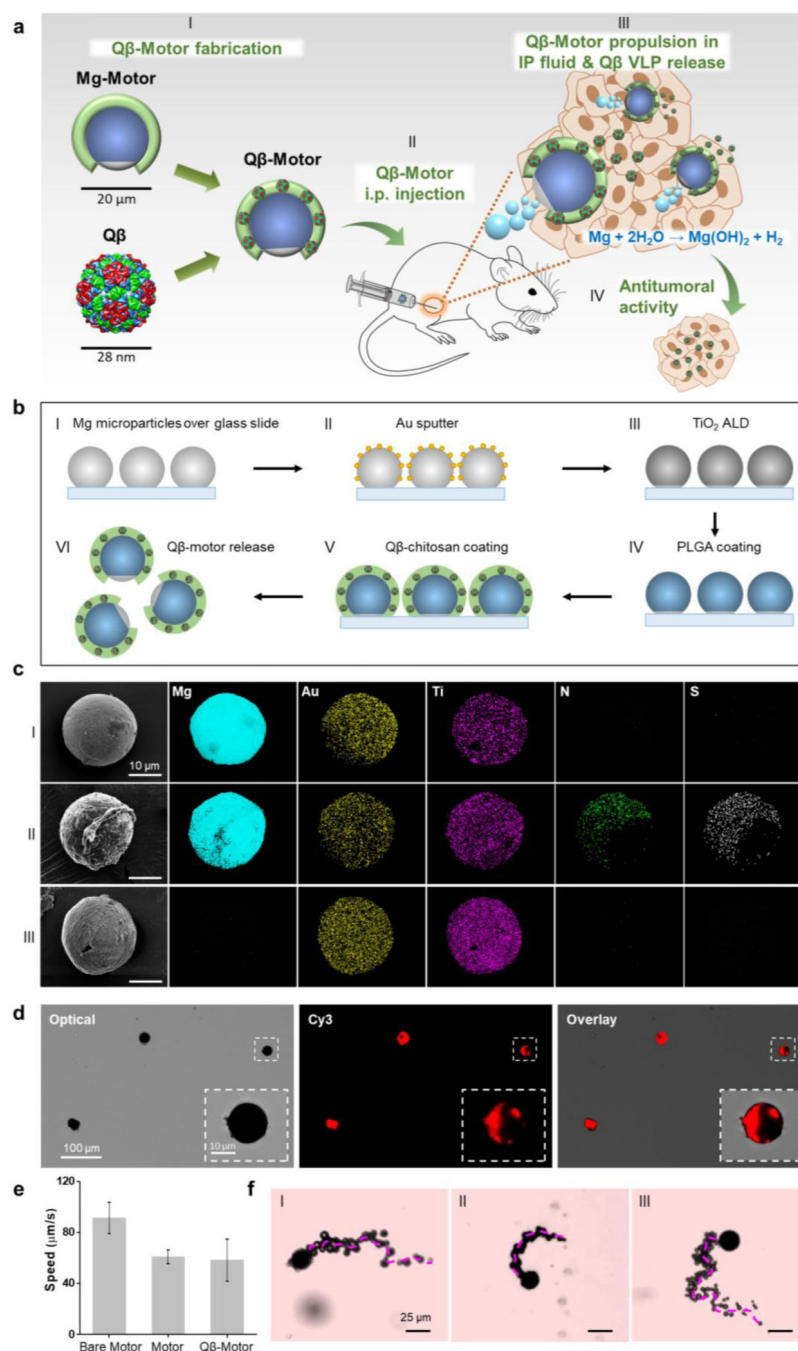 a
I
Qβ-Motor fabrication
Mg-Motor
20 µm
Qβ
28 nm
Qβ-Motor
II
Qβ-Motor
i.p. injection
III
Qβ-Motor propulsion in
IP fluid & Qβ VLP release
Mg + 2H₂O → Mg(OH)₂ + H₂
IV
Antitumoral
activity
b
I Mg microparticles over glass slide
II Au sputter
III TiO₂ ALD
VI Qβ-motor release
V Qβ-chitosan coating
IV PLGA coating
c
Mg Au Ti N S
I
10 µm
II
III
d
Optical
100 µm
10 µm
Cy3
Overlay
e
Speed (µm/s)
120
80
40
0
Bare Motor Motor Qβ-Motor
f
I
25 µm
II
III